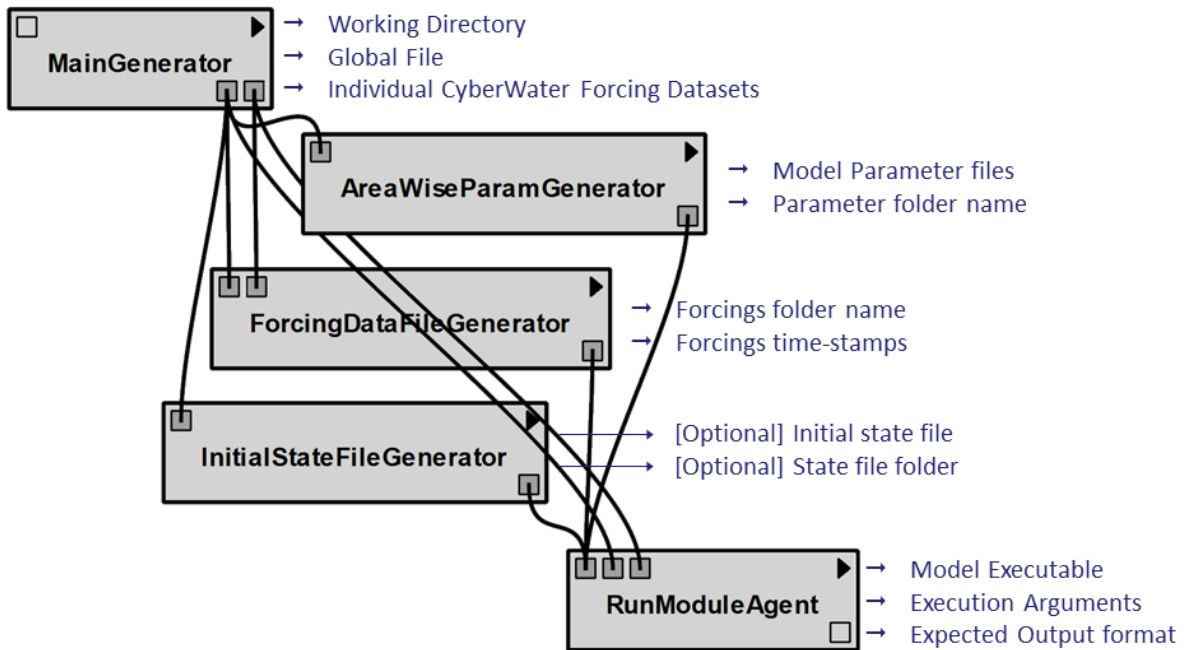 MainGenerator
→ Working Directory
→ Global File
→ Individual CyberWater Forcing Datasets
AreaWiseParamGenerator
→ Model Parameter files
→ Parameter folder name
ForcingDataFileGenerator
→ Forcings folder name
→ Forcings time-stamps
InitialStateFileGenerator
[Optional] Initial state file
[Optional] State file folder
RunModuleAgent
→ Model Executable
→ Execution Arguments
→ Expected Output format